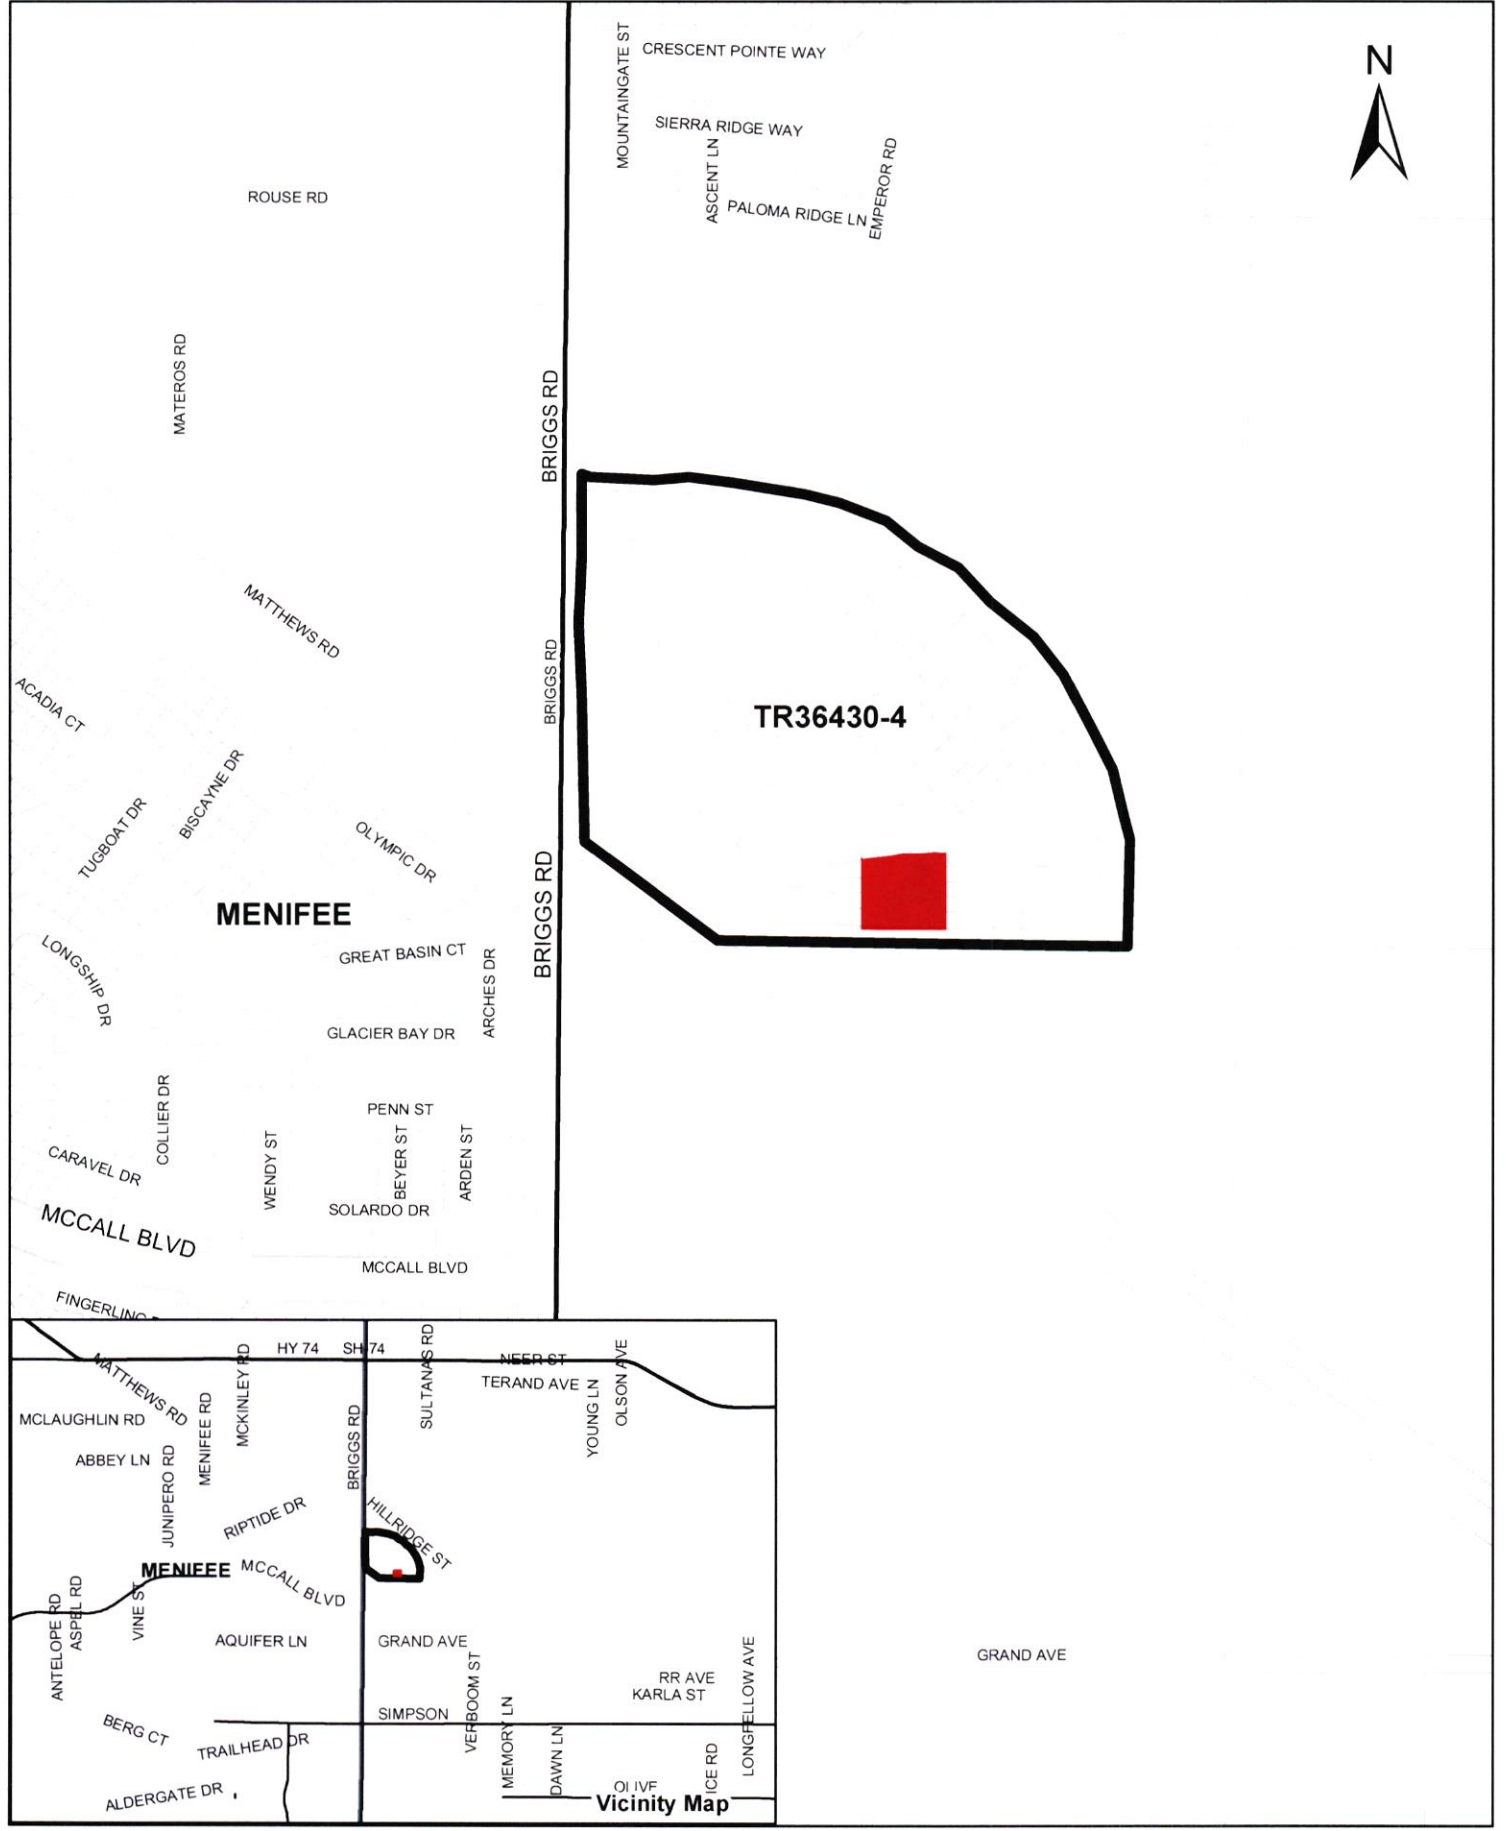 CRESCENT POINTE WAY
MOUNTAINGATE ST
N
SIERRA RIDGE WAY
ASCENT LN
EMPEROR RD
ROUSE RD
PALOMA RIDGE LN
MATEROS RD
BRIGGS RD
MATTHEWS RD
BRIGGS RD
ACADIA CT
TR36430-4
BISCAYNE DR
TUGBOAT DR
OLYMPIC DR
BRIGGS RD
MENIFEE
LONGSHIP DR
GREAT BASIN CT
ARCHES DR
GLACIER BAY DR
COLLIER DR
PENN ST
WENDY ST
BEYER ST
ARDEN ST
CARAVEL DR
SOLARDO DR
MCCALL BLVD
MCCALL BLVD
FINGERLING
HY 74
SH 74
SULTANAS RD
NEER ST
OLSON AVE
MATTHEWS RD
MCKINLEY RD
TERAND AVE
YOUNG LN
MCLAUGHLIN RD
MENIFEE RD
BRIGGS RD
ABBEY LN
JUNIPERO RD
RIPTIDE DR
HILLRIDGE ST
MENIFEE
MCCALL BLVD
ANTELOPE RD
ASPEL RD
VINE ST
AQUIFER LN
GRAND AVE
VERBOOM ST
RR AVE
KARLA ST
LONGFELLOW AVE
GRAND AVE
BERG CT
SIMPSON
MEMORY LN
DAWN LN
TRAILHEAD DR
ICE RD
ALDERGATE DR
OLIVE
Vicinity Map